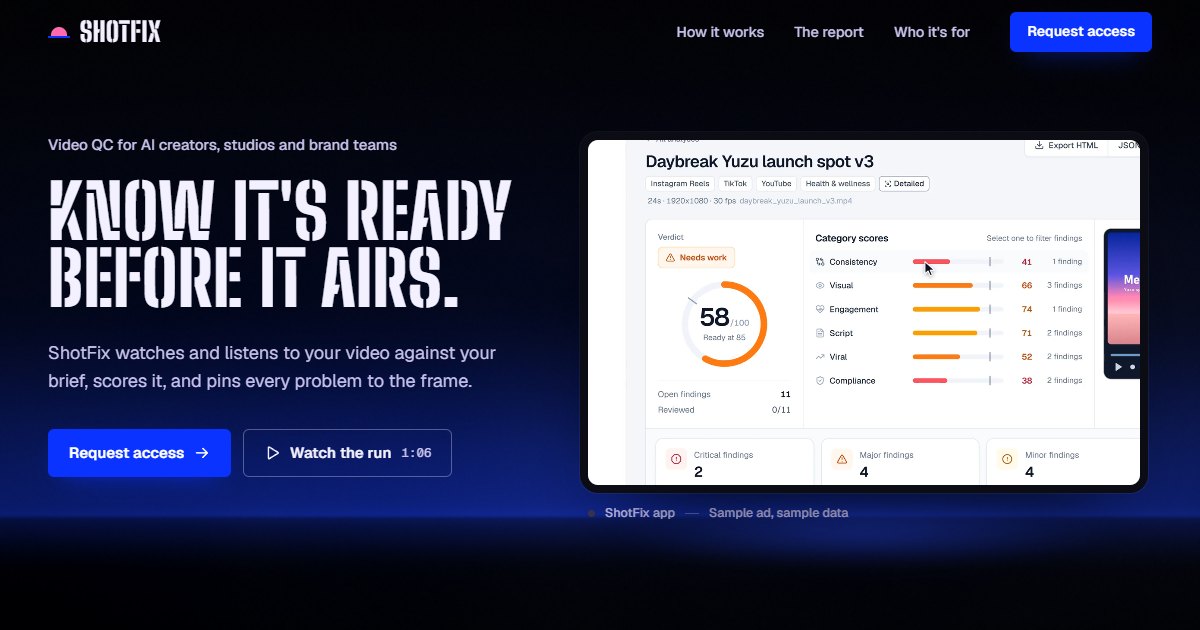 SHOTFIX
How it works
The report
Who it's for
Request access
Video QC for AI creators, studios and brand teams
KNOW IT'S READY
BEFORE IT AIRS.
ShotFix watches and listens to your video against your
brief, scores it, and pins every problem to the frame.
Request access
Watch the run 1:06
Export HTML
JSON
Daybreak Yuzu launch spot v3
Instagram Reels
TikTok
YouTube
Health & wellness
Detailed
24s · 1920x1080 · 30 fps daybreak_yuzu_launch_v3.mp4
Verdict
Needs work
58/100
Ready at 85
Open findings 11
Reviewed 0/11
Category scores
Select one to filter findings
Consistency 41 1 finding
Visual 66 3 findings
Engagement 74 1 finding
Script 71 2 findings
Viral 52 2 findings
Compliance 38 2 findings
Critical findings
2
Major findings
4
Minor findings
4
ShotFix app — Sample ad, sample data